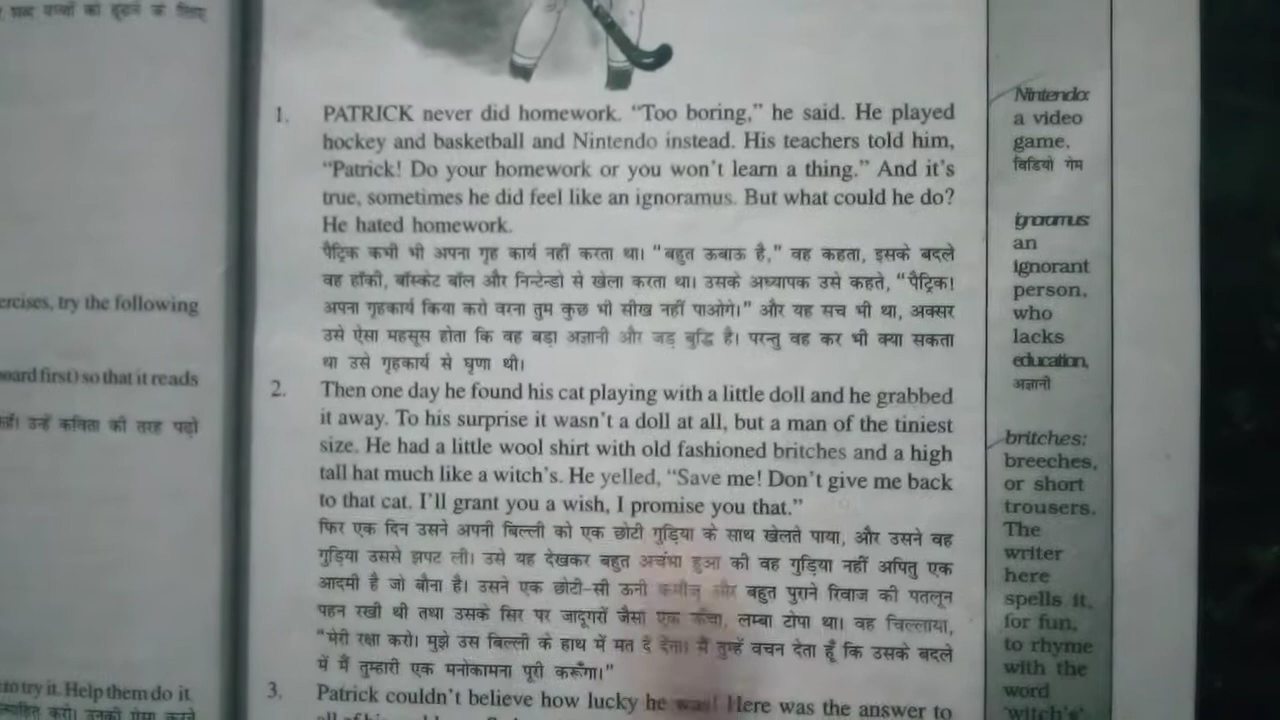 शब्द वाक्यों को ढूढ़ने के लिए
ercises, try the following
oard first) so that it reads
उन्हें कविता की तरह पढ़ो
to try it. Help them do it
करो। उनकी ऐसा करने
1. PATRICK never did homework. “Too boring,” he said. He played
hockey and basketball and Nintendo instead. His teachers told him,
“Patrick! Do your homework or you won’t learn a thing.” And it’s
true, sometimes he did feel like an ignoramus. But what could he do?
He hated homework.
पैट्रिक कभी भी अपना गृह कार्य नहीं करता था। “बहुत ऊबाऊ है,” वह कहता, इसके बदले
वह हॉकी, बॉस्केट बॉल और निन्टेन्डो से खेला करता था। उसके अध्यापक उसे कहते, “पैट्रिक!
अपना गृहकार्य किया करो वरना तुम कुछ भी सीख नहीं पाओगे।” और यह सच भी था, अक्सर
उसे ऐसा महसूस होता कि वह बड़ा अज्ञानी और जड़ बुद्धि है। परन्तु वह कर भी क्या सकता
था उसे गृहकार्य से घृणा थी।
2. Then one day he found his cat playing with a little doll and he grabbed
it away. To his surprise it wasn’t a doll at all, but a man of the tiniest
size. He had a little wool shirt with old fashioned britches and a high
tall hat much like a witch’s. He yelled, “Save me! Don’t give me back
to that cat. I’ll grant you a wish, I promise you that.”
फिर एक दिन उसने अपनी बिल्ली को एक छोटी गुड़िया के साथ खेलते पाया, और उसने वह
गुड़िया उससे झपट ली। उसे यह देखकर बहुत अचंभा हुआ की वह गुड़िया नहीं अपितु एक
आदमी है जो बौना है। उसने एक छोटी-सी ऊनी कमीज़ और बहुत पुराने रिवाज की पतलून
पहन रखी थी तथा उसके सिर पर जादूगरों जैसा एक ऊँचा, लम्बा टोपा था। वह चिल्लाया,
“मेरी रक्षा करो। मुझे उस बिल्ली के हाथ में मत दे देना। मैं तुम्हें वचन देता हूँ कि उसके बदले
में मैं तुम्हारी एक मनोकामना पूरी करूँगा।”
3. Patrick couldn’t believe how lucky he was! Here was the answer to
Nintendo:
a video
game,
विडियो गेम
ignoramus:
an
ignorant
person,
who
lacks
education,
अज्ञानी
britches:
breeches,
or short
trousers.
The
writer
here
spells it,
for fun,
to rhyme
with the
word
‘witch’s’